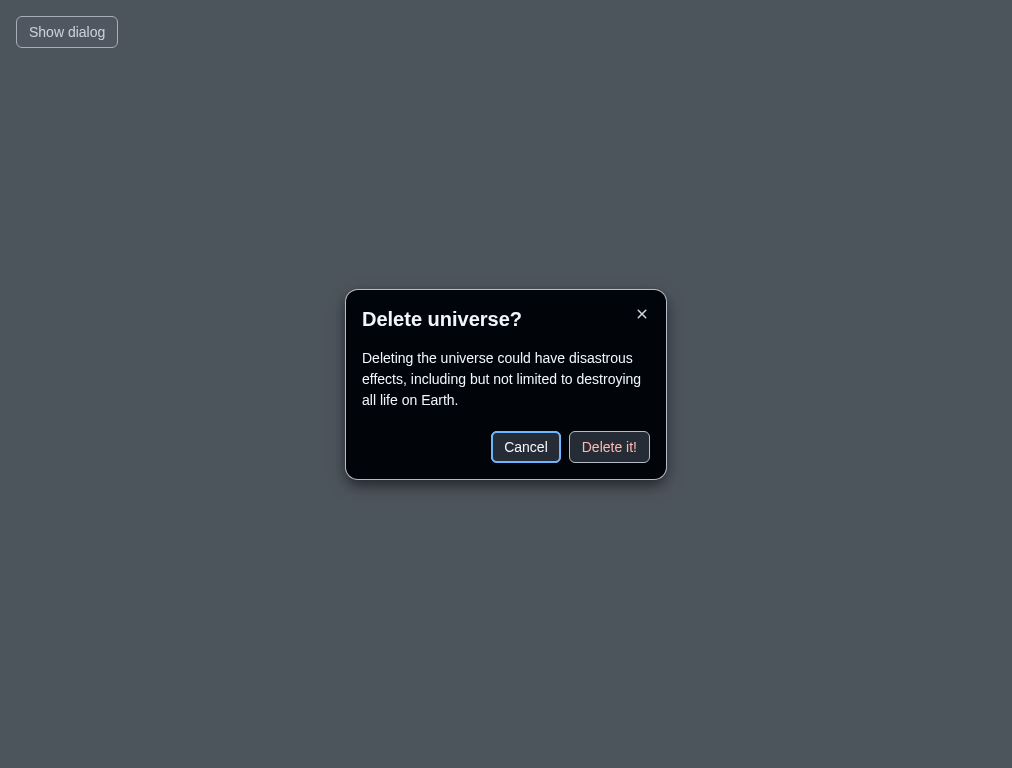 Show dialog
Delete universe?
Deleting the universe could have disastrous
effects, including but not limited to destroying
all life on Earth.
Cancel Delete it!